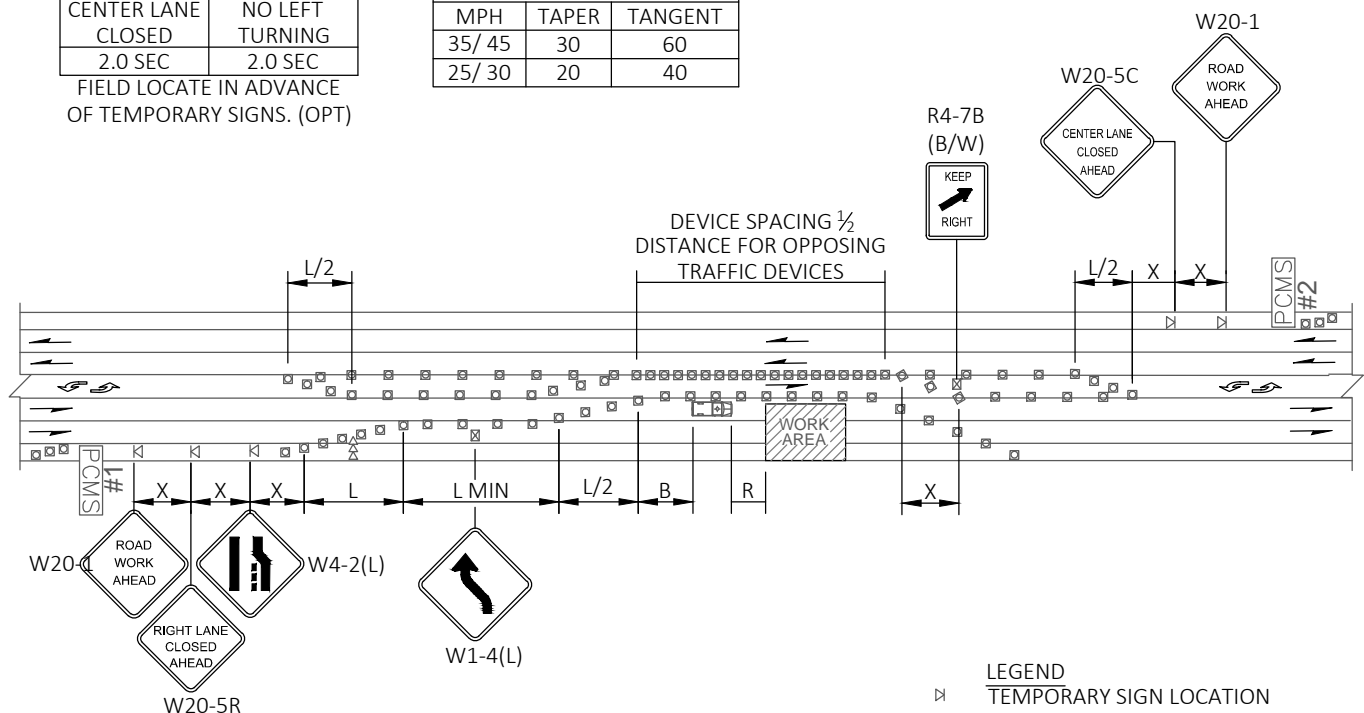 CENTER LANE CLOSED
NO LEFT TURNING
2.0 SEC
2.0 SEC
FIELD LOCATE IN ADVANCE
OF TEMPORARY SIGNS. (OPT)
MPH TAPER TANGENT
35/ 45 30 60
25/ 30 20 40
W20-1
ROAD
WORK
AHEAD
W20-5C
CENTER LANE
CLOSED
AHEAD
R4-7B
(B/W)
KEEP
RIGHT
DEVICE SPACING ½
DISTANCE FOR OPPOSING
TRAFFIC DEVICES
L/2
L/2
X
X
PCMS
#2
WORK
AREA
PCMS
#1
X
X
X
L
L MIN
L/2
B
R
X
W20-1
ROAD
WORK
AHEAD
W4-2(L)
RIGHT LANE
CLOSED
AHEAD
W20-5R
W1-4(L)
LEGEND
TEMPORARY SIGN LOCATION